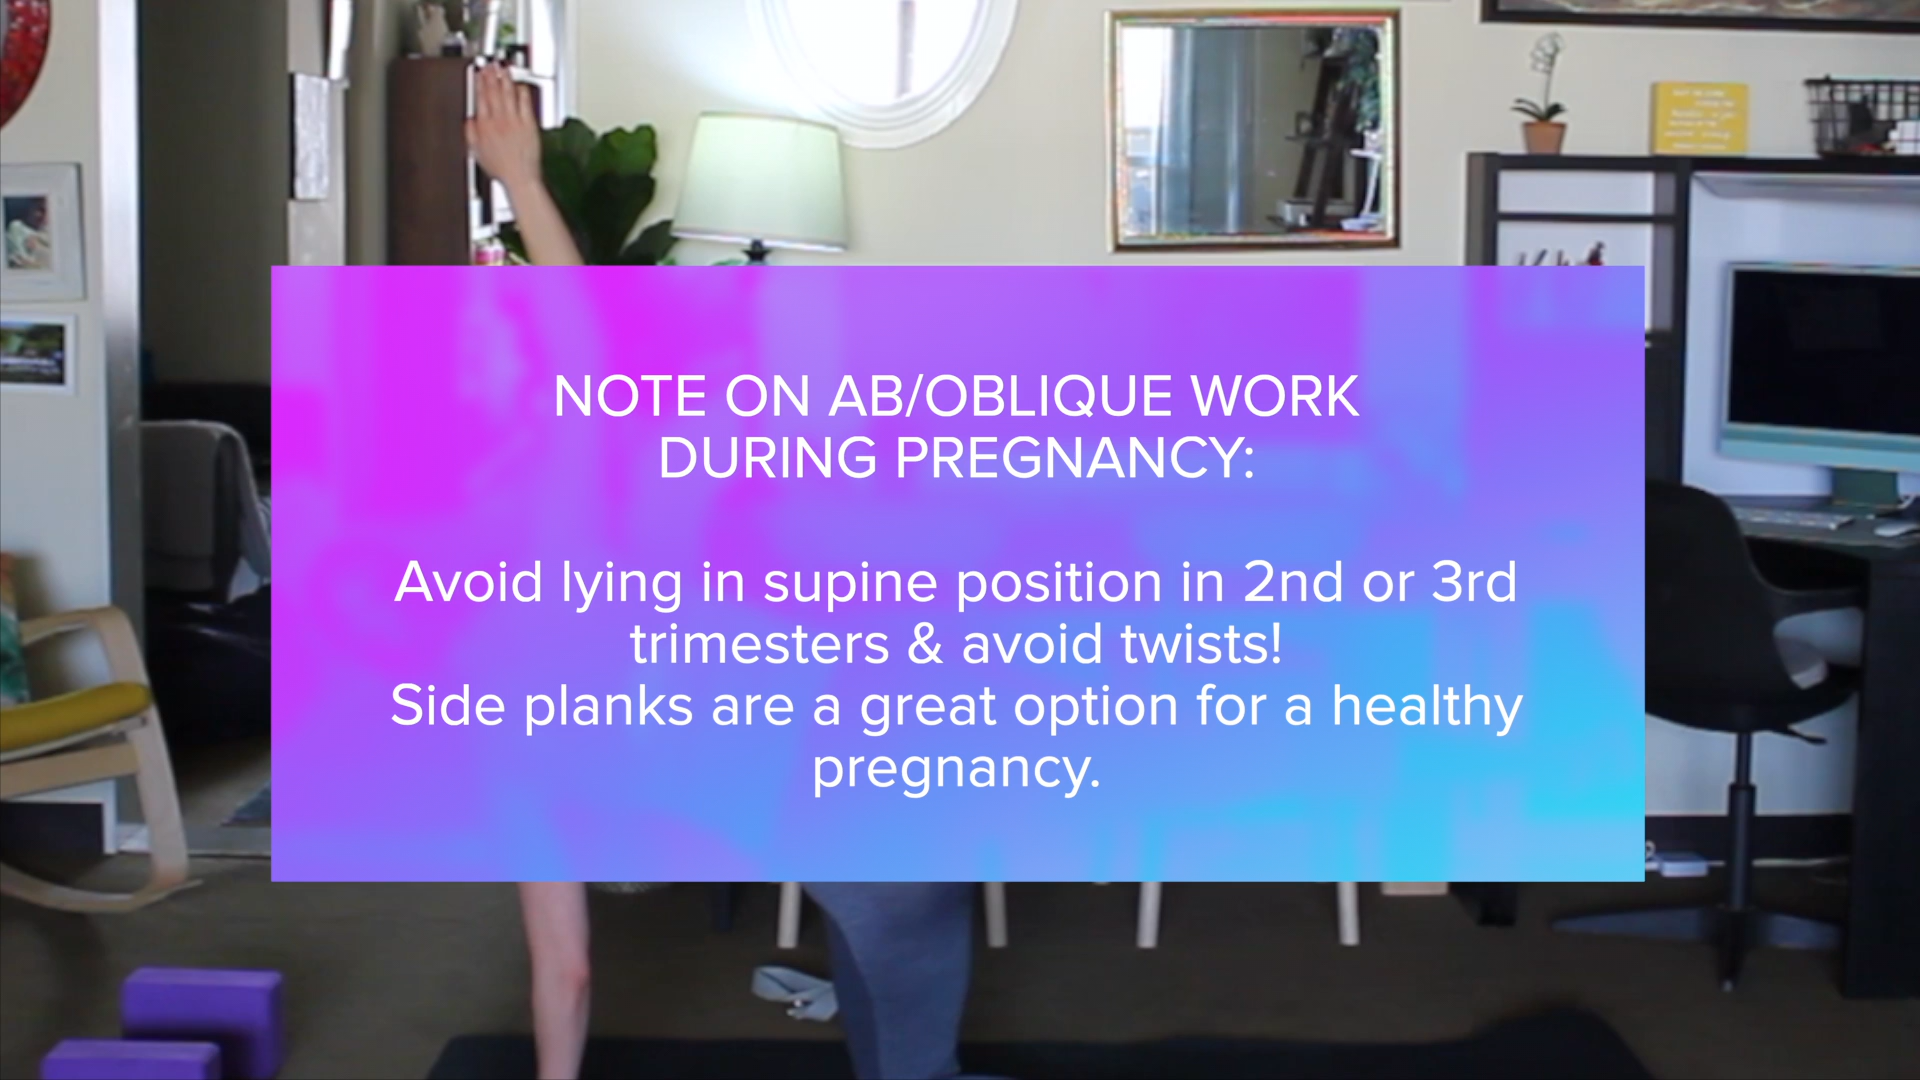 NOTE ON AB/OBLIQUE WORK
DURING PREGNANCY:
Avoid lying in supine position in 2nd or 3rd
trimesters & avoid twists!
Side planks are a great option for a healthy
pregnancy.